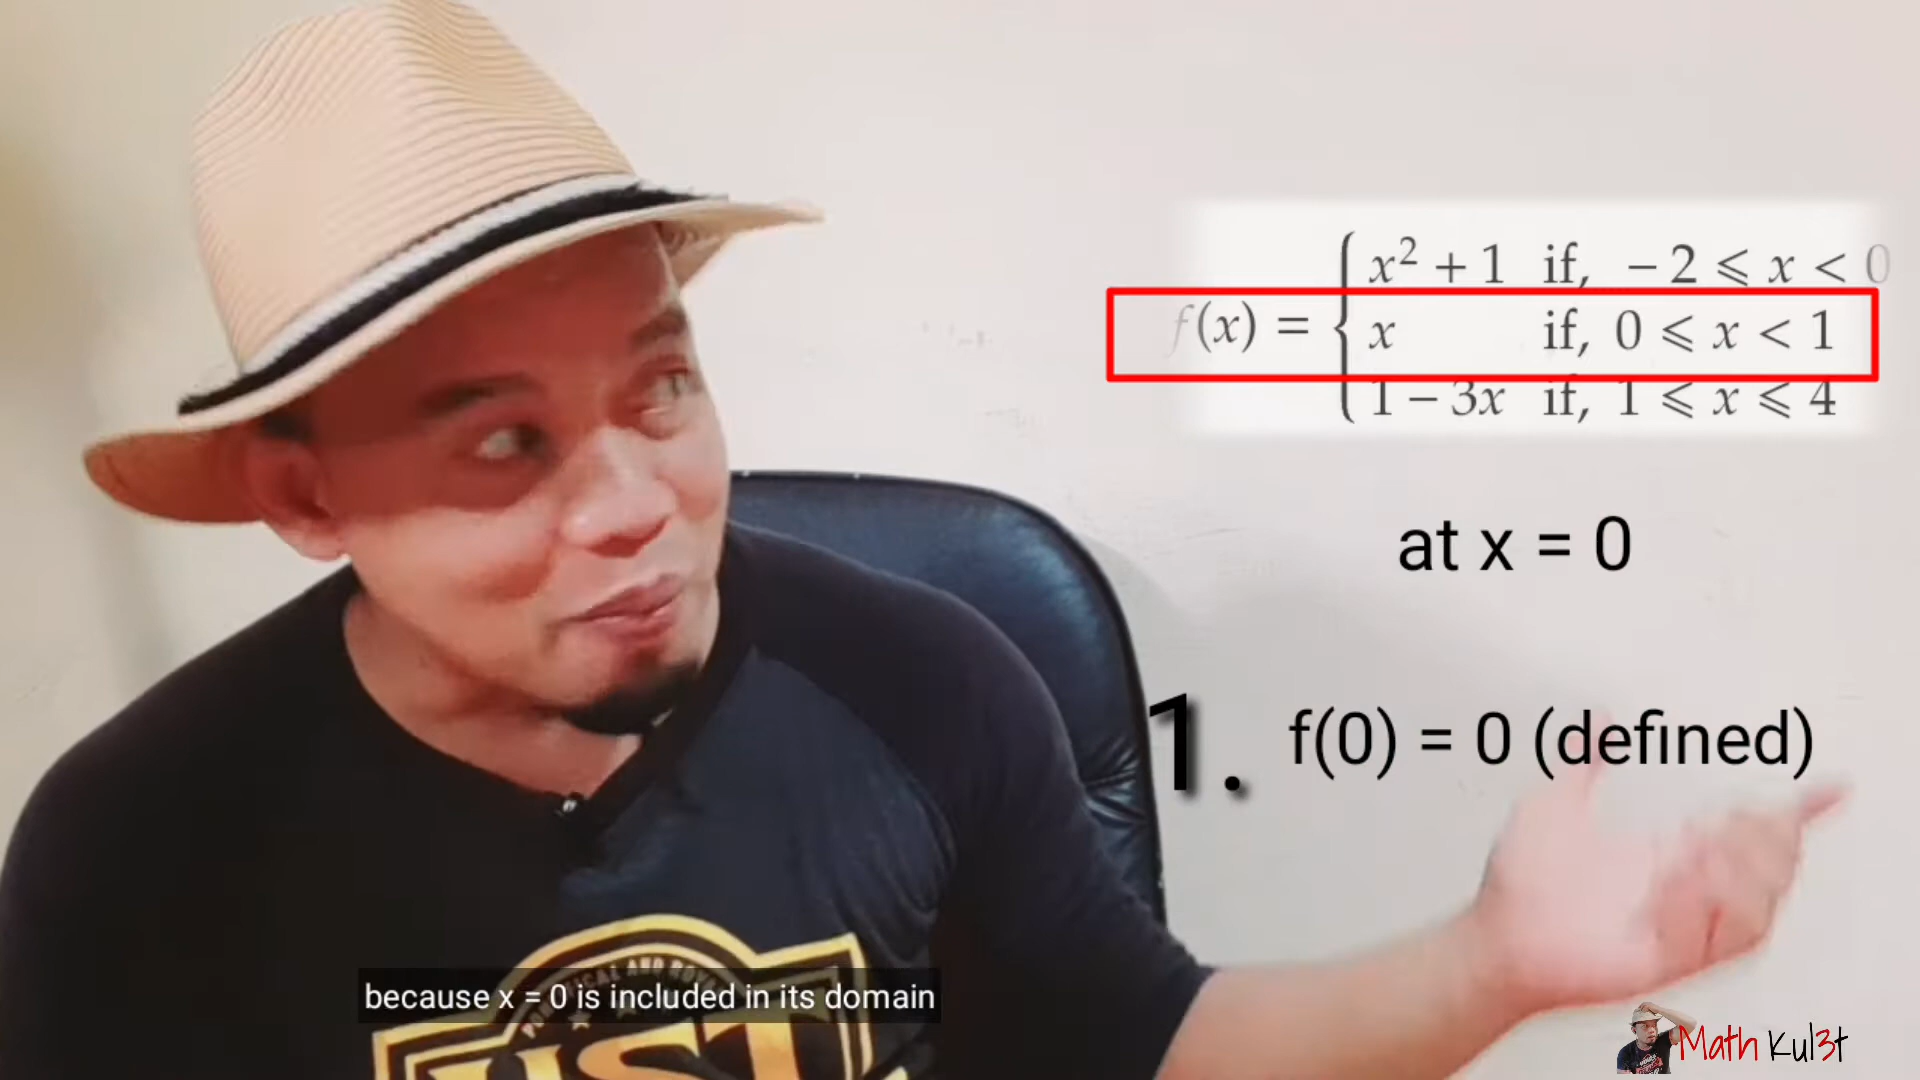 f(x) = { x² + 1 if, − 2 ⩽ x < 0
x if, 0 ⩽ x < 1
1 − 3x if, 1 ⩽ x ⩽ 4
at x = 0
1. f(0) = 0 (defined)
because x = 0 is included in its domain
Math Kul3t